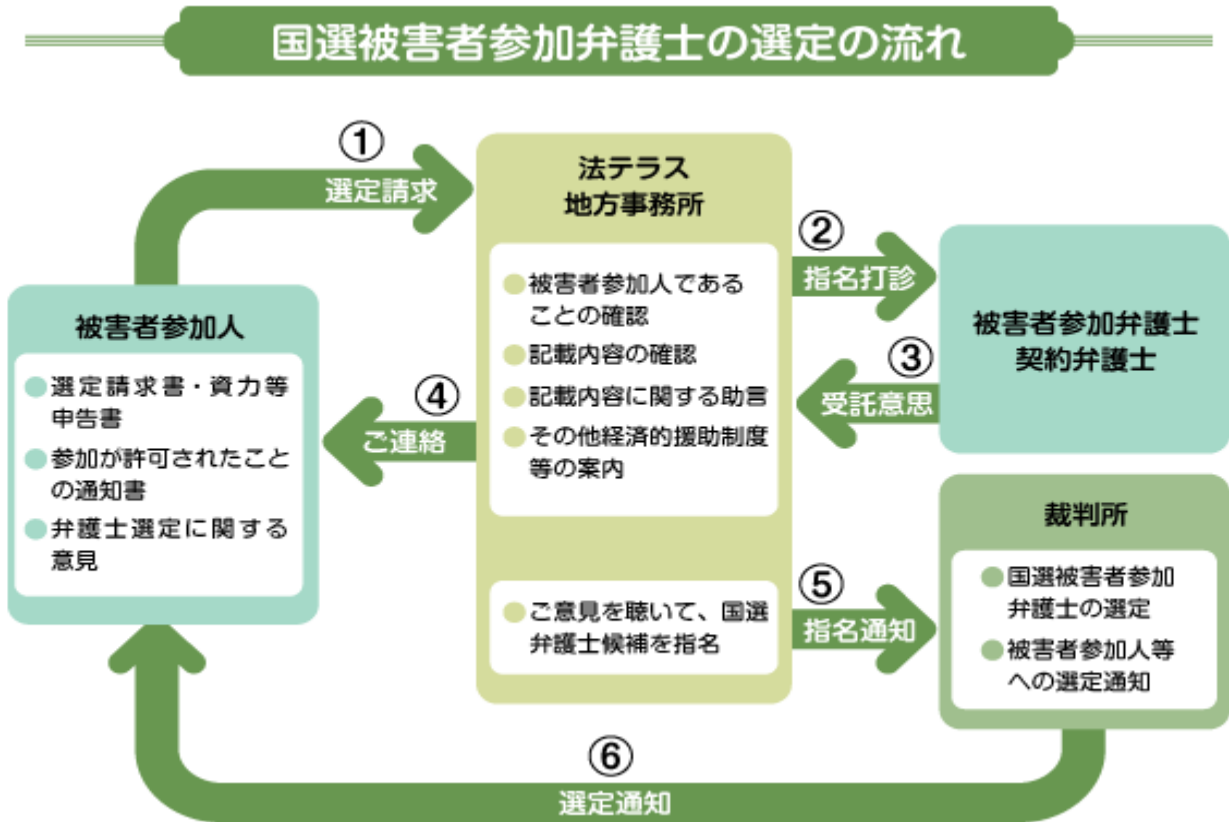 国選被害者参加弁護士の選定の流れ
①
選定請求
法テラス
地方事務所
②
指名打診
被害者参加人である
ことの確認
記載内容の確認
記載内容に関する助言
その他経済的援助制度
等の案内
被害者参加弁護士
契約弁護士
③
受託意思
被害者参加人
選定請求書・資力等
申告書
参加が許可されたこと
の通知書
弁護士選定に関する
意見
④
ご連絡
ご意見を聴いて、国選
弁護士候補を指名
⑤
指名通知
裁判所
国選被害者参加
弁護士の選定
被害者参加人等
への選定通知
⑥
選定通知